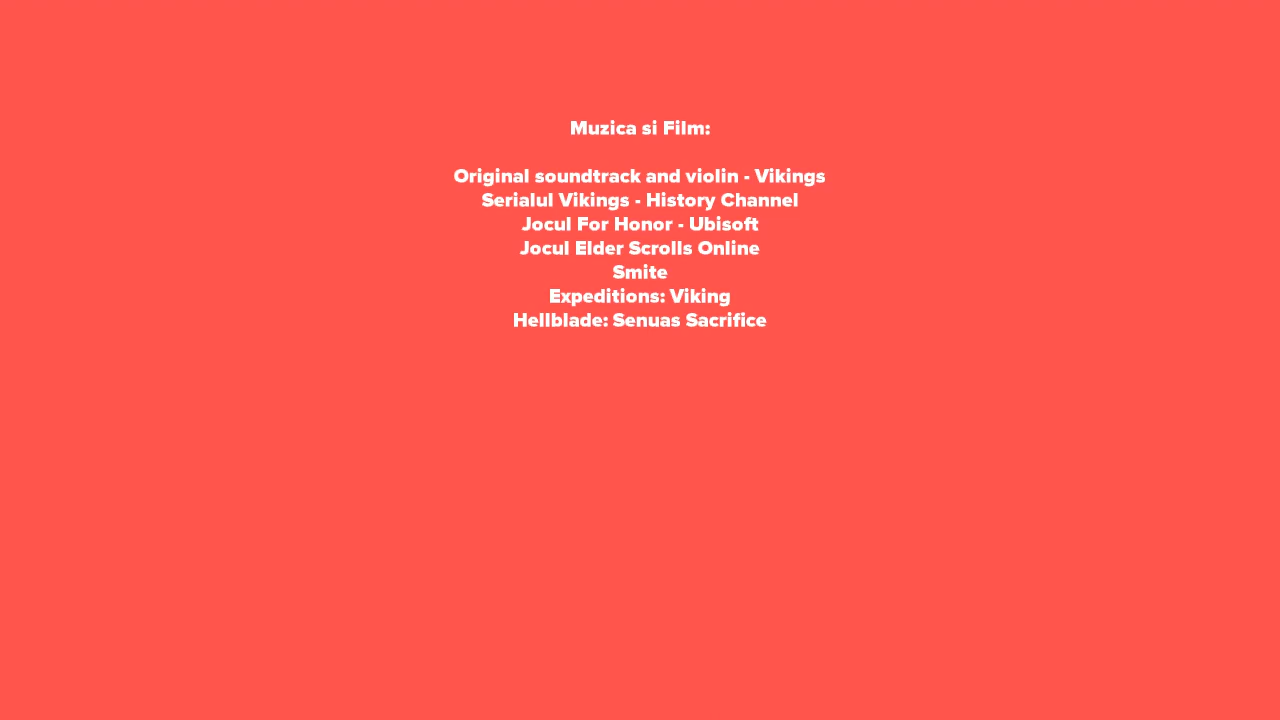 Muzica si Film:
Original soundtrack and violin - Vikings
Serialul Vikings - History Channel
Jocul For Honor - Ubisoft
Jocul Elder Scrolls Online
Smite
Expeditions: Viking
Hellblade: Senuas Sacrifice